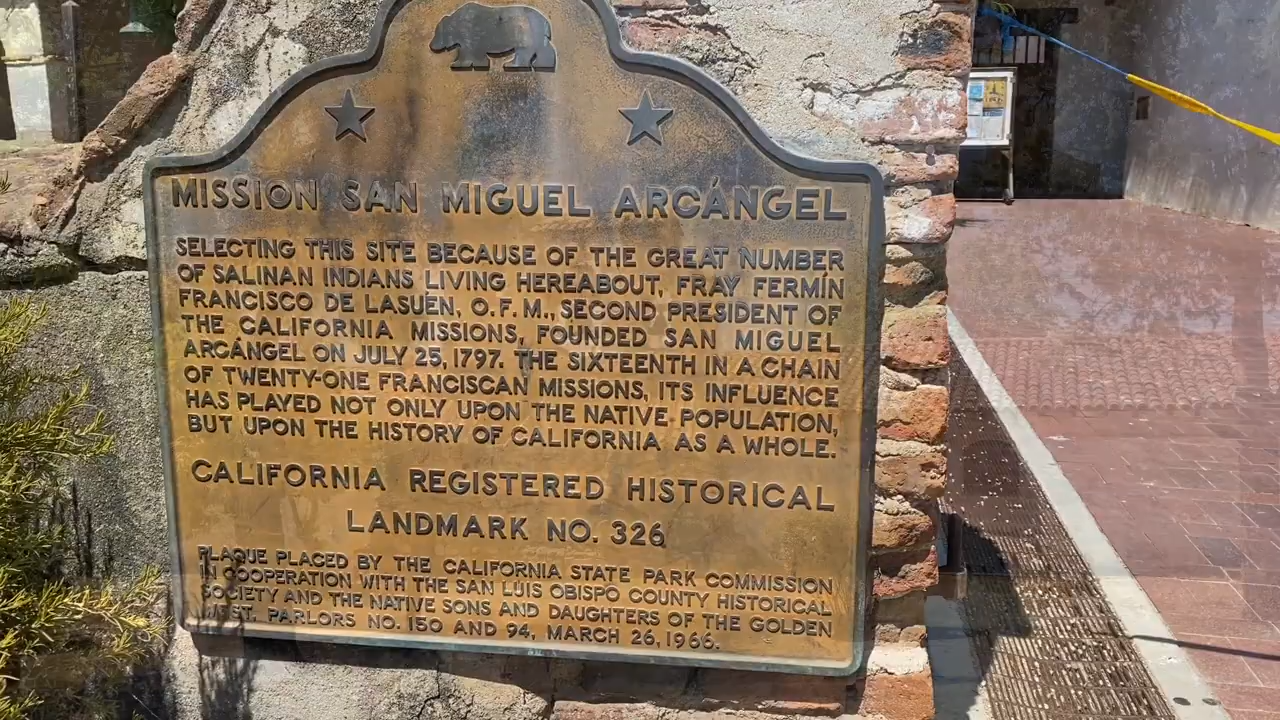 MISSION SAN MIGUEL ARCÁNGEL
SELECTING THIS SITE BECAUSE OF THE GREAT NUMBER
OF SALINAN INDIANS LIVING HEREABOUT, FRAY FERMÍN
FRANCISCO DE LASUÉN, O.F.M., SECOND PRESIDENT OF
THE CALIFORNIA MISSIONS, FOUNDED SAN MIGUEL
ARCÁNGEL ON JULY 25, 1797. THE SIXTEENTH IN A CHAIN
OF TWENTY-ONE FRANCISCAN MISSIONS, ITS INFLUENCE
HAS PLAYED NOT ONLY UPON THE NATIVE POPULATION,
BUT UPON THE HISTORY OF CALIFORNIA AS A WHOLE.
CALIFORNIA REGISTERED HISTORICAL
LANDMARK NO. 326
PLAQUE PLACED BY THE CALIFORNIA STATE PARK COMMISSION
IN COOPERATION WITH THE SAN LUIS OBISPO COUNTY HISTORICAL
SOCIETY AND THE NATIVE SONS AND DAUGHTERS OF THE GOLDEN
WEST, PARLORS NO. 150 AND 94, MARCH 26, 1966.